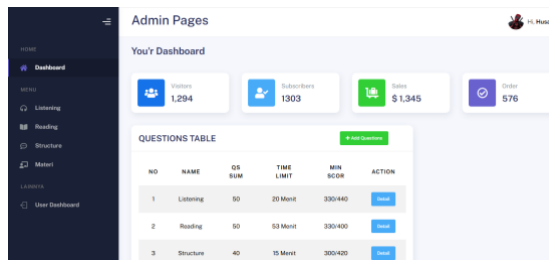 Admin Pages
Hi, Husa
HOME
Dashboard
MENU
Listening
Reading
Structure
Materi
LAINNYA
User Dashboard
You'r Dashboard
Visitors
1,294
Subscribers
1303
Sales
$ 1,345
Order
576
QUESTIONS TABLE
+ Add Questions
NO NAME QS SUM TIME LIMIT MIN SCOR ACTION
1 Listening 50 20 Menit 330/440 Detail
2 Reading 50 53 Menit 330/400 Detail
3 Structure 40 15 Menit 300/420 Detail